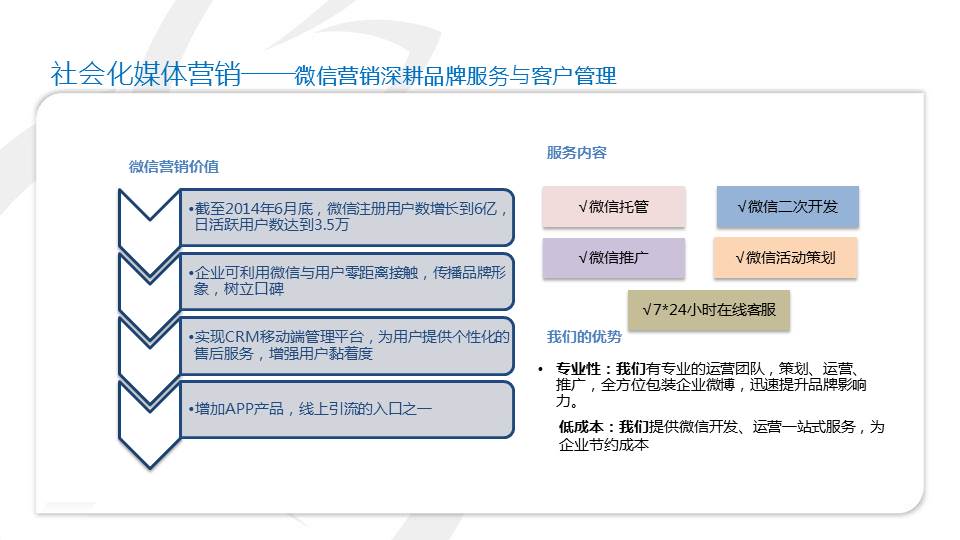 社会化媒体营销——微信营销深耕品牌服务与客户管理
微信营销价值
•截至2014年6月底，微信注册用户数增长到6亿，
日活跃用户数达到3.5万
•企业可利用微信与用户零距离接触，传播品牌形
象，树立口碑
•实现CRM移动端管理平台，为用户提供个性化的
售后服务，增强用户黏着度
•增加APP产品，线上引流的入口之一
服务内容
√微信托管
√微信二次开发
√微信推广
√微信活动策划
√7*24小时在线客服
我们的优势
• 专业性：我们有专业的运营团队，策划、运营、
推广，全方位包装企业微博，迅速提升品牌影响
力。
低成本：我们提供微信开发、运营一站式服务，为
企业节约成本